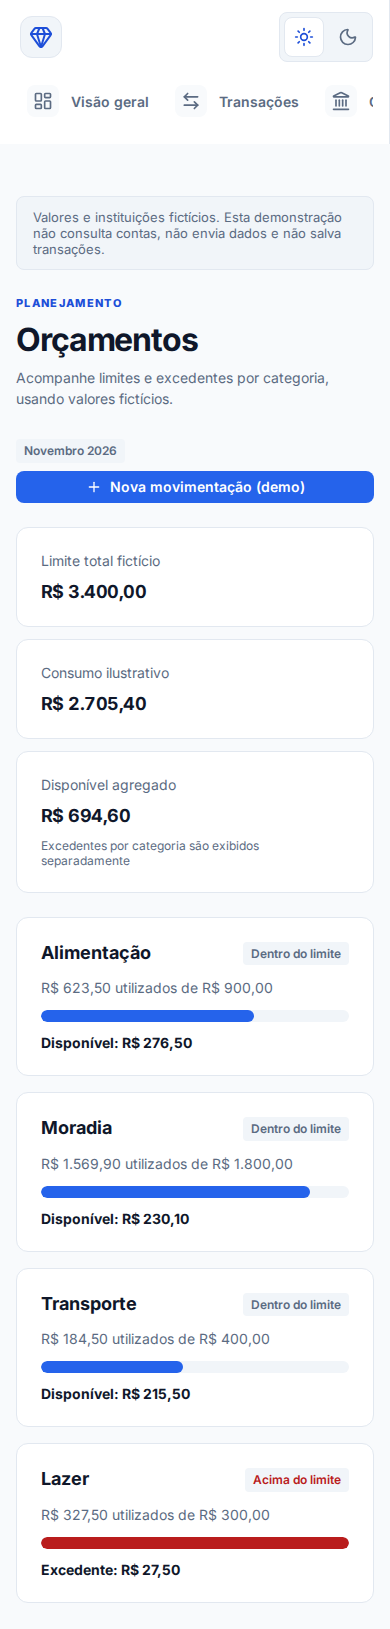 Visão geral
Transações
Valores e instituições fictícios. Esta demonstração
não consulta contas, não envia dados e não salva
transações.
PLANEJAMENTO
Orçamentos
Acompanhe limites e excedentes por categoria,
usando valores fictícios.
Novembro 2026
Nova movimentação (demo)
Limite total fictício
R$ 3.400,00
Consumo ilustrativo
R$ 2.705,40
Disponível agregado
R$ 694,60
Excedentes por categoria são exibidos
separadamente
Alimentação
Dentro do limite
R$ 623,50 utilizados de R$ 900,00
Disponível: R$ 276,50
Moradia
Dentro do limite
R$ 1.569,90 utilizados de R$ 1.800,00
Disponível: R$ 230,10
Transporte
Dentro do limite
R$ 184,50 utilizados de R$ 400,00
Disponível: R$ 215,50
Lazer
Acima do limite
R$ 327,50 utilizados de R$ 300,00
Excedente: R$ 27,50